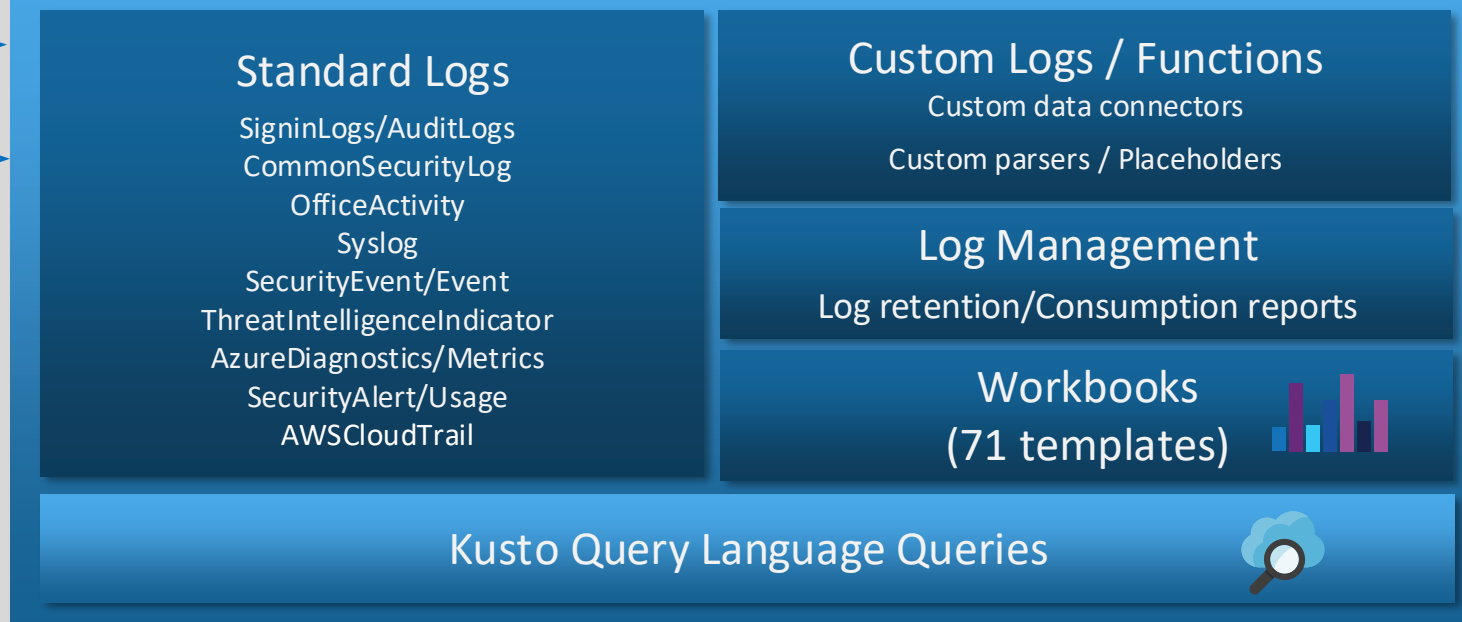 Standard Logs
SigninLogs/AuditLogs
CommonSecurityLog
OfficeActivity
Syslog
SecurityEvent/Event
ThreatIntelligenceIndicator
AzureDiagnostics/Metrics
SecurityAlert/Usage
AWSCloudTrail
Custom Logs / Functions
Custom data connectors
Custom parsers / Placeholders
Log Management
Log retention/Consumption reports
Workbooks
(71 templates)
Kusto Query Language Queries